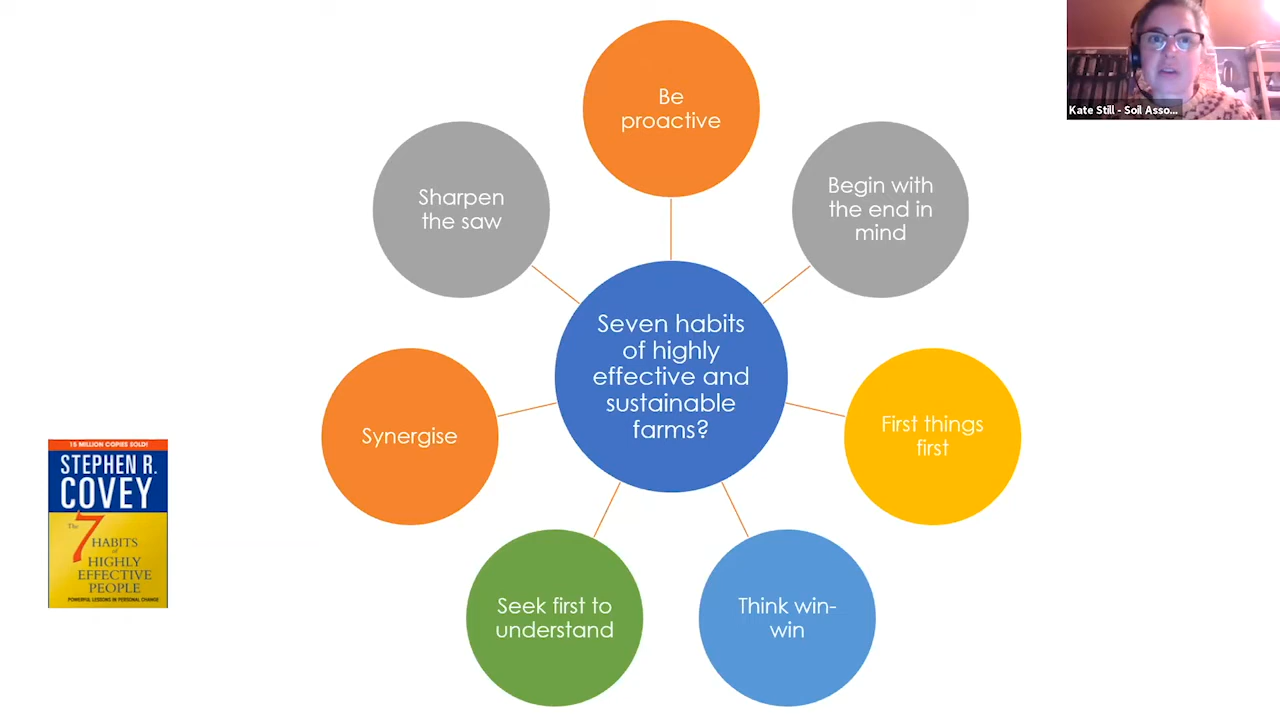 Be
proactive
Kate Still - Soil Asso...
Begin with
the end in
mind
Sharpen
the saw
Seven habits
of highly
effective and
sustainable
farms?
First things
first
Synergise
15 MILLION COPIES SOLD!
STEPHEN R.
COVEY
The 7
HABITS
of
HIGHLY
EFFECTIVE
PEOPLE
POWERFUL LESSONS IN PERSONAL CHANGE
Seek first to
understand
Think win-
win